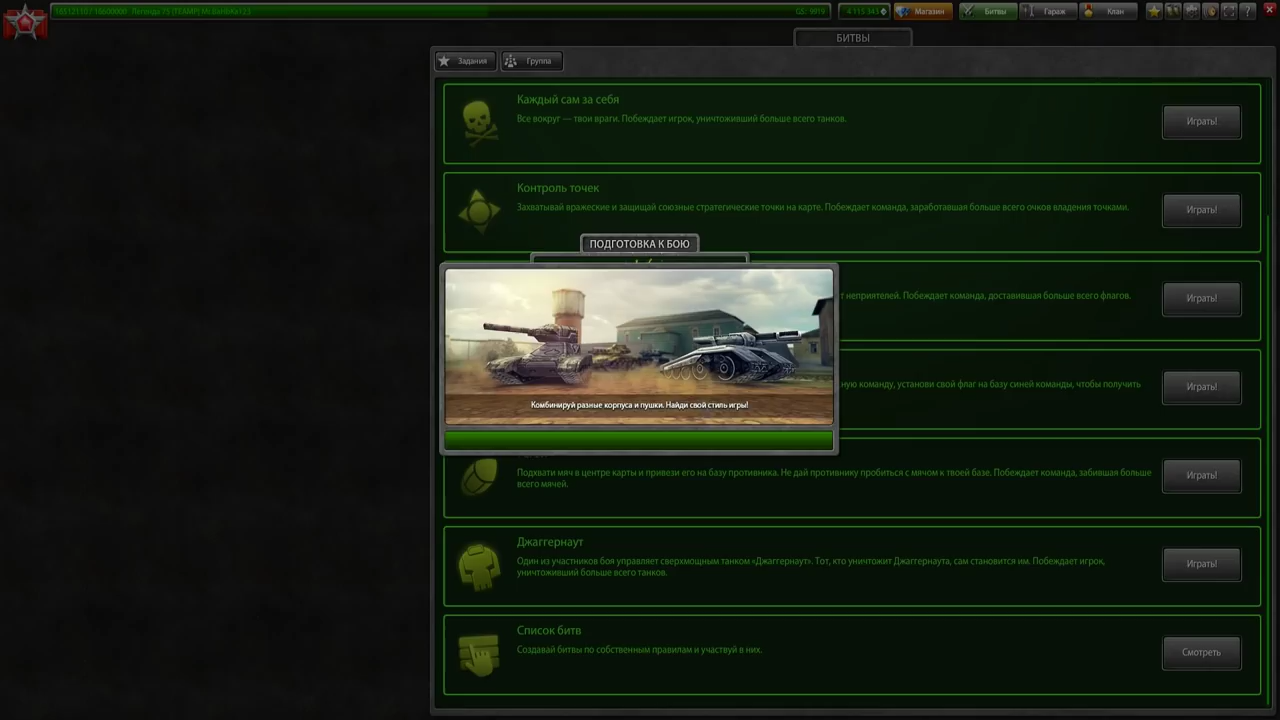 GS: 9919
4 115 343
Магазин
Битвы
Гараж
Клан
БИТВЫ
Задания
Группа
Каждый сам за себя
Все вокруг — твои враги. Побеждает игрок, уничтоживший больше всего танков.
Играть!
Контроль точек
Захватывай вражеские и защищай союзные стратегические точки на карте. Побеждает команда, заработавшая больше всего очков владения точками.
Играть!
ПОДГОТОВКА К БОЮ
неприятелей. Побеждает команда, доставившая больше всего флагов.
Играть!
команду, установи свой флаг на базу синей команды, чтобы получить
Играть!
Комбинируй разные корпуса и пушки. Найди свой стиль игры!
Подхвати мяч в центре карты и привези его на базу противника. Не дай противнику пробиться с мячом к твоей базе. Побеждает команда, забившая больше
всего мячей.
Играть!
Джаггернаут
Один из участников боя управляет сверхмощным танком «Джаггернаут». Тот, кто уничтожит Джаггернаута, сам становится им. Побеждает игрок,
уничтоживший больше всего танков.
Играть!
Список битв
Создавай битвы по собственным правилам и участвуй в них.
Смотреть